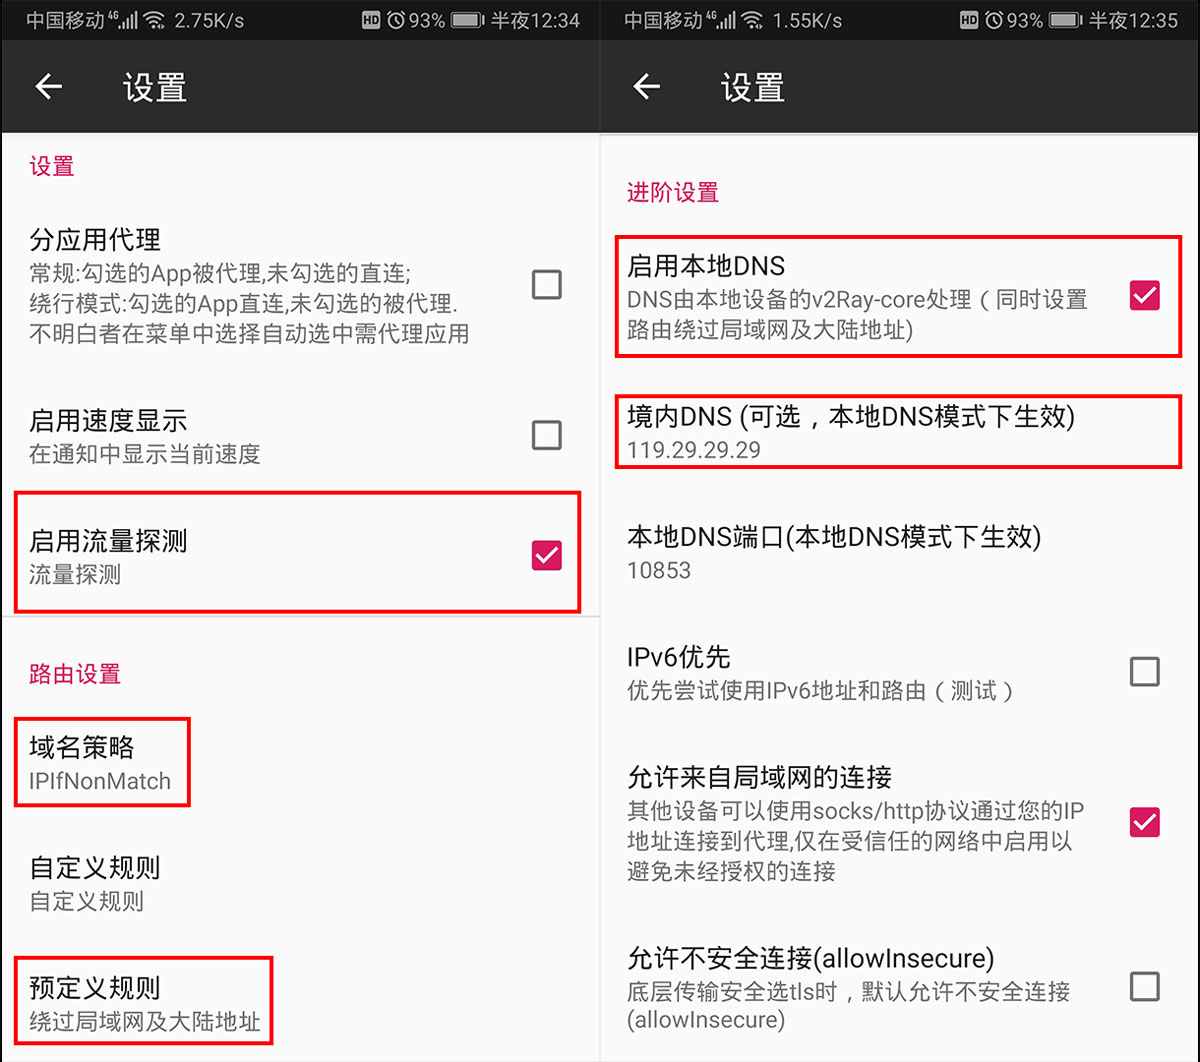 中国移动 4G 2.75K/s HD 93% 半夜12:34
设置
设置
分应用代理
常规:勾选的App被代理,未勾选的直连;
绕行模式:勾选的App直连,未勾选的被代理.
不明白者在菜单中选择自动选中需代理应用
启用速度显示
在通知中显示当前速度
启用流量探测
流量探测
路由设置
域名策略
IPIfNonMatch
自定义规则
自定义规则
预定义规则
绕过局域网及大陆地址
中国移动 4G 1.55K/s HD 93% 半夜12:35
设置
进阶设置
启用本地DNS
DNS由本地设备的v2Ray-core处理（同时设置
路由绕过局域网及大陆地址)
境内DNS (可选，本地DNS模式下生效)
119.29.29.29
本地DNS端口(本地DNS模式下生效)
10853
IPv6优先
优先尝试使用IPv6地址和路由（测试）
允许来自局域网的连接
其他设备可以使用socks/http协议通过您的IP
地址连接到代理,仅在受信任的网络中启用以
避免未经授权的连接
允许不安全连接(allowInsecure)
底层传输安全选tls时，默认允许不安全连接
(allowInsecure)